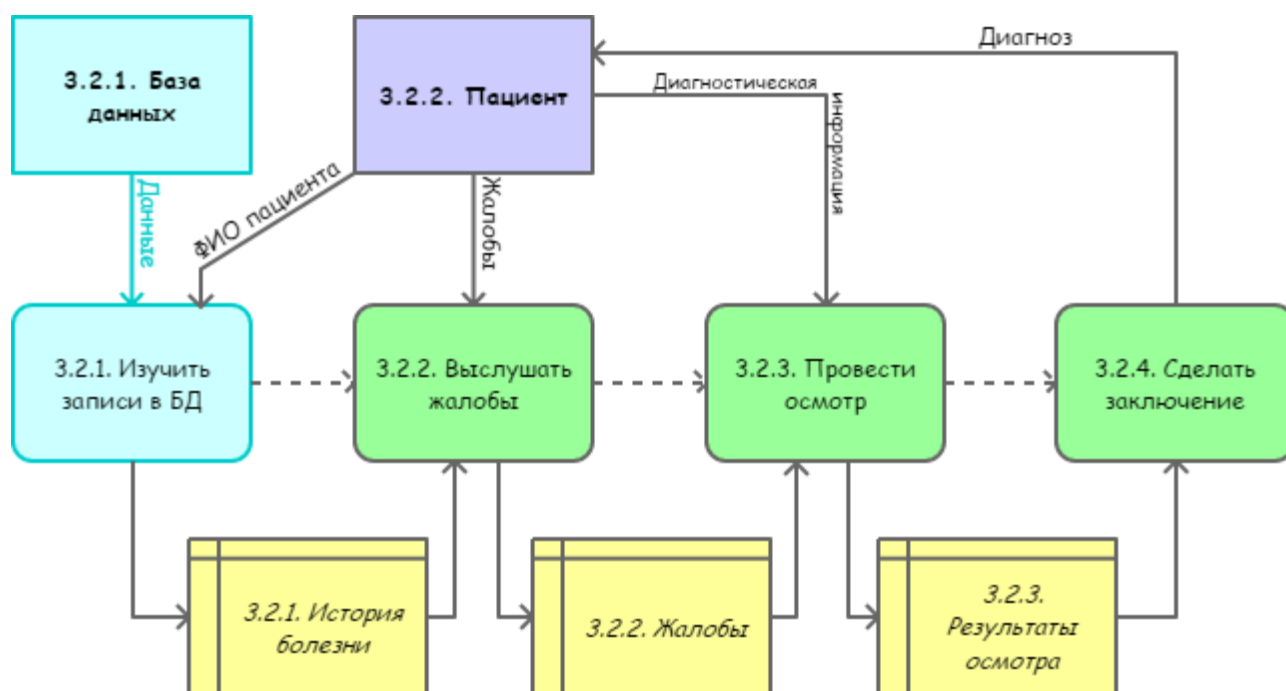 Диагноз
3.2.1. База
данных
3.2.2. Пациент
Диагностическая
информация
Данные
ФИО пациента
Жалобы
3.2.1. Изучить
записи в БД
3.2.2. Выслушать
жалобы
3.2.3. Провести
осмотр
3.2.4. Сделать
заключение
3.2.1. История
болезни
3.2.2. Жалобы
3.2.3.
Результаты
осмотра